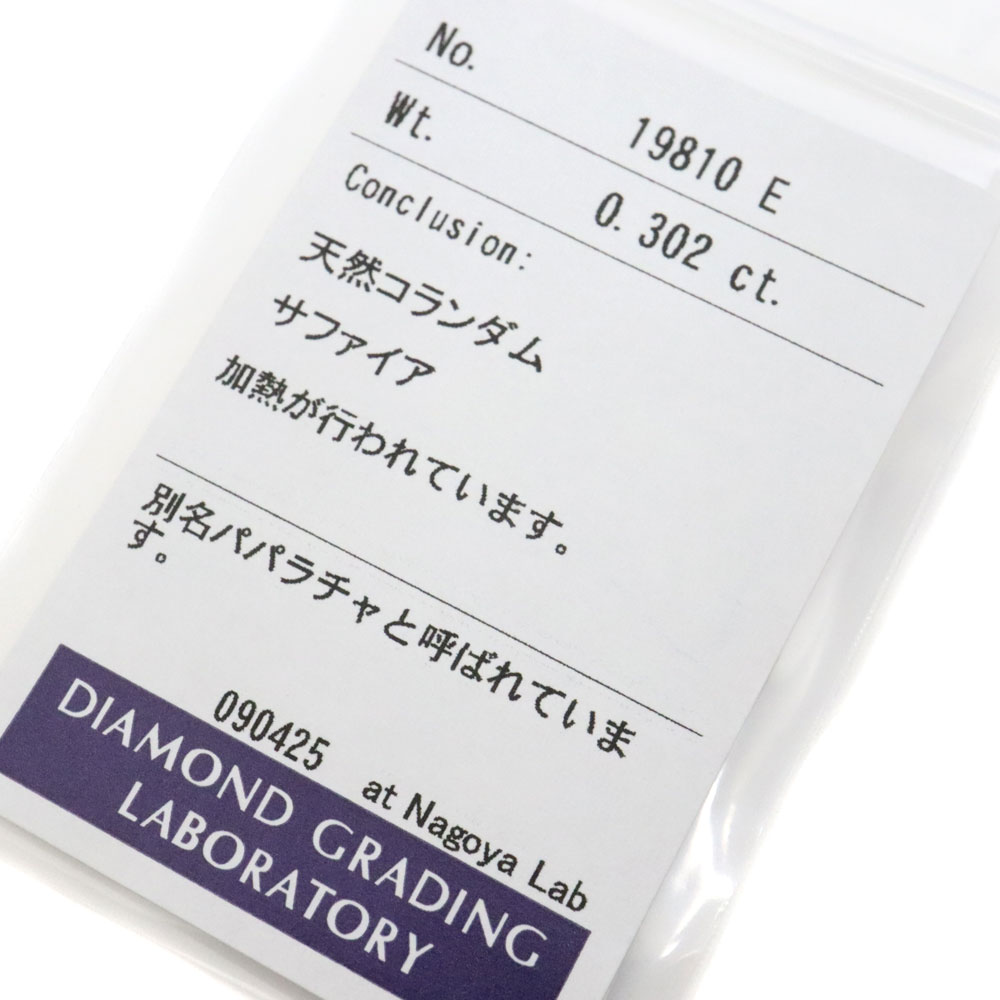 No. 19810 E
Wt. 0.302 ct.
Conclusion:
天然コランダム
サファイア
加熱が行われています。
別名パパラチャと呼ばれていま
す。
090425 at Nagoya Lab
DIAMOND GRADING
LABORATORY